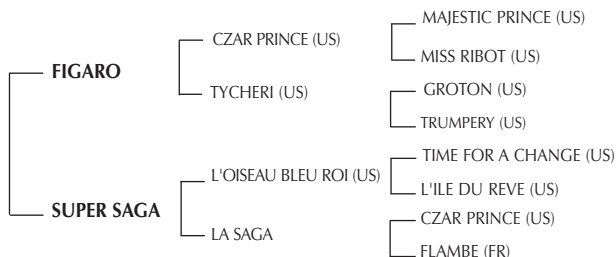 MAJESTIC PRINCE (US)
CZAR PRINCE (US)
MISS RIBOT (US)
FIGARO
GROTON (US)
TYCHERI (US)
TRUMPERY (US)
TIME FOR A CHANGE (US)
L'OISEAU BLEU ROI (US)
L'ILE DU REVE (US)
SUPER SAGA
CZAR PRINCE (US)
LA SAGA
FLAMBE (FR)